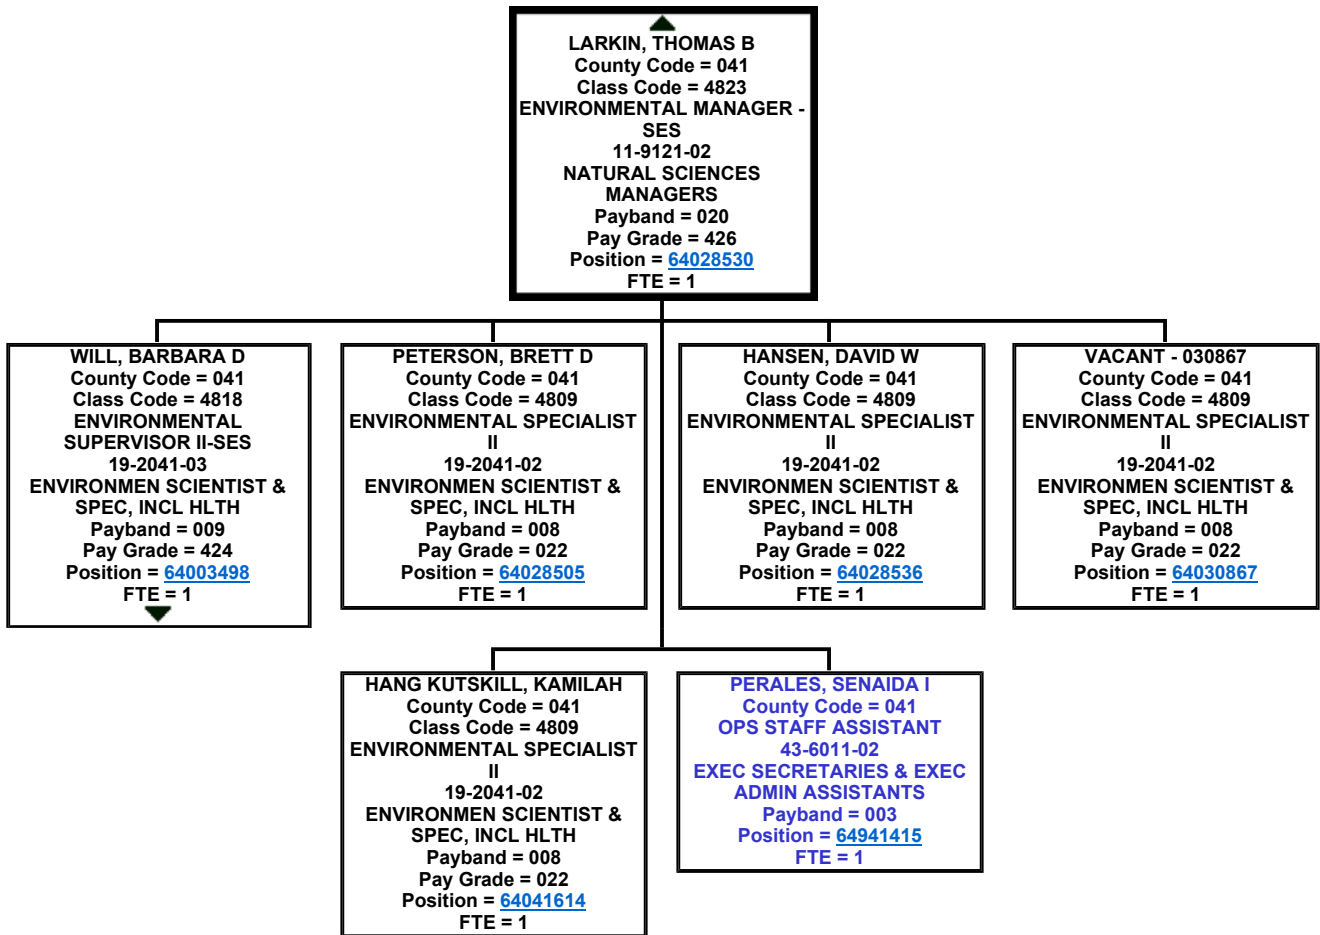 LARKIN, THOMAS B
County Code = 041
Class Code = 4823
ENVIRONMENTAL MANAGER -
SES
11-9121-02
NATURAL SCIENCES
MANAGERS
Payband = 020
Pay Grade = 426
Position = 64028530
FTE = 1
WILL, BARBARA D
County Code = 041
Class Code = 4818
ENVIRONMENTAL
SUPERVISOR II-SES
19-2041-03
ENVIRONMEN SCIENTIST &
SPEC, INCL HLTH
Payband = 009
Pay Grade = 424
Position = 64003498
FTE = 1
PETERSON, BRETT D
County Code = 041
Class Code = 4809
ENVIRONMENTAL SPECIALIST
II
19-2041-02
ENVIRONMEN SCIENTIST &
SPEC, INCL HLTH
Payband = 008
Pay Grade = 022
Position = 64028505
FTE = 1
HANSEN, DAVID W
County Code = 041
Class Code = 4809
ENVIRONMENTAL SPECIALIST
II
19-2041-02
ENVIRONMEN SCIENTIST &
SPEC, INCL HLTH
Payband = 008
Pay Grade = 022
Position = 64028536
FTE = 1
VACANT - 030867
County Code = 041
Class Code = 4809
ENVIRONMENTAL SPECIALIST
II
19-2041-02
ENVIRONMEN SCIENTIST &
SPEC, INCL HLTH
Payband = 008
Pay Grade = 022
Position = 64030867
FTE = 1
HANG KUTSKILL, KAMILAH
County Code = 041
Class Code = 4809
ENVIRONMENTAL SPECIALIST
II
19-2041-02
ENVIRONMEN SCIENTIST &
SPEC, INCL HLTH
Payband = 008
Pay Grade = 022
Position = 64041614
FTE = 1
PERALES, SENAIDA I
County Code = 041
OPS STAFF ASSISTANT
43-6011-02
EXEC SECRETARIES & EXEC
ADMIN ASSISTANTS
Payband = 003
Position = 64941415
FTE = 1